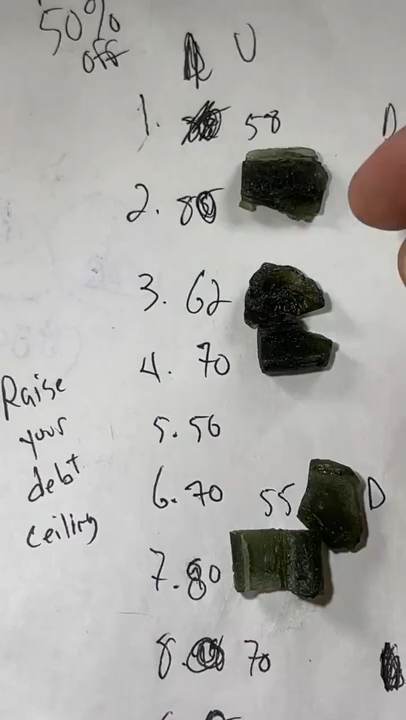 50%
off
U
1. 58 D
2. 80
3. 62
4. 70
5. 50
6. 70 55 D
7. 80
8. 70
Raise
your
debt
ceiling